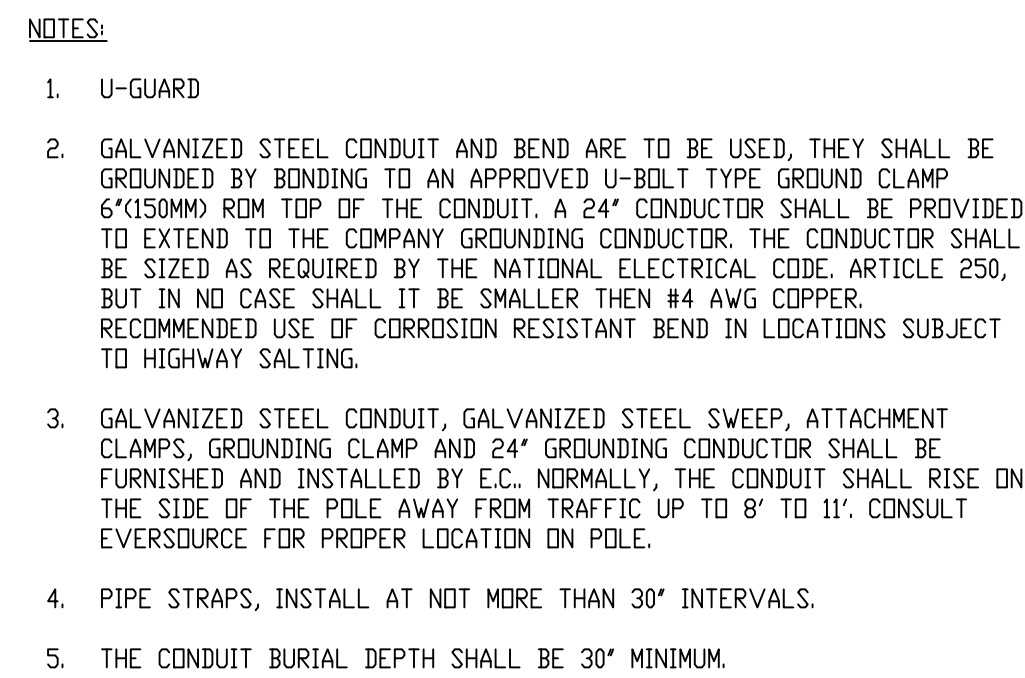 NOTES:
1. U-GUARD
2. GALVANIZED STEEL CONDUIT AND BEND ARE TO BE USED, THEY SHALL BE
GROUNDED BY BONDING TO AN APPROVED U-BOLT TYPE GROUND CLAMP
6"(150MM) ROM TOP OF THE CONDUIT. A 24" CONDUCTOR SHALL BE PROVIDED
TO EXTEND TO THE COMPANY GROUNDING CONDUCTOR. THE CONDUCTOR SHALL
BE SIZED AS REQUIRED BY THE NATIONAL ELECTRICAL CODE. ARTICLE 250,
BUT IN NO CASE SHALL IT BE SMALLER THEN #4 AWG COPPER.
RECOMMENDED USE OF CORROSION RESISTANT BEND IN LOCATIONS SUBJECT
TO HIGHWAY SALTING.
3. GALVANIZED STEEL CONDUIT, GALVANIZED STEEL SWEEP, ATTACHMENT
CLAMPS, GROUNDING CLAMP AND 24" GROUNDING CONDUCTOR SHALL BE
FURNISHED AND INSTALLED BY E.C.. NORMALLY, THE CONDUIT SHALL RISE ON
THE SIDE OF THE POLE AWAY FROM TRAFFIC UP TO 8' TO 11'. CONSULT
EVERSOURCE FOR PROPER LOCATION ON POLE.
4. PIPE STRAPS, INSTALL AT NOT MORE THAN 30" INTERVALS.
5. THE CONDUIT BURIAL DEPTH SHALL BE 30" MINIMUM.